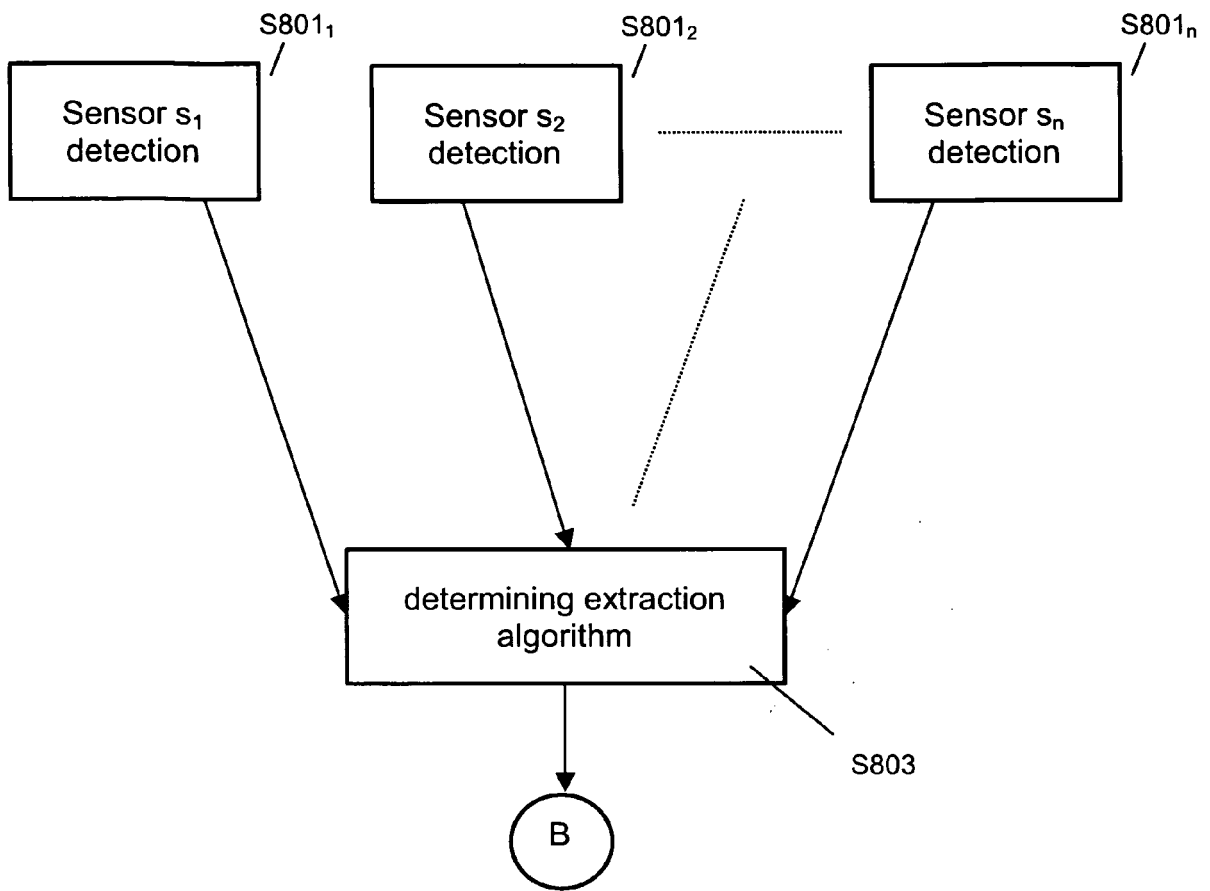 S801₁
S801₂
S801ₙ
Sensor s₁
detection
Sensor s₂
detection
Sensor sₙ
detection
determining extraction
algorithm
S803
B